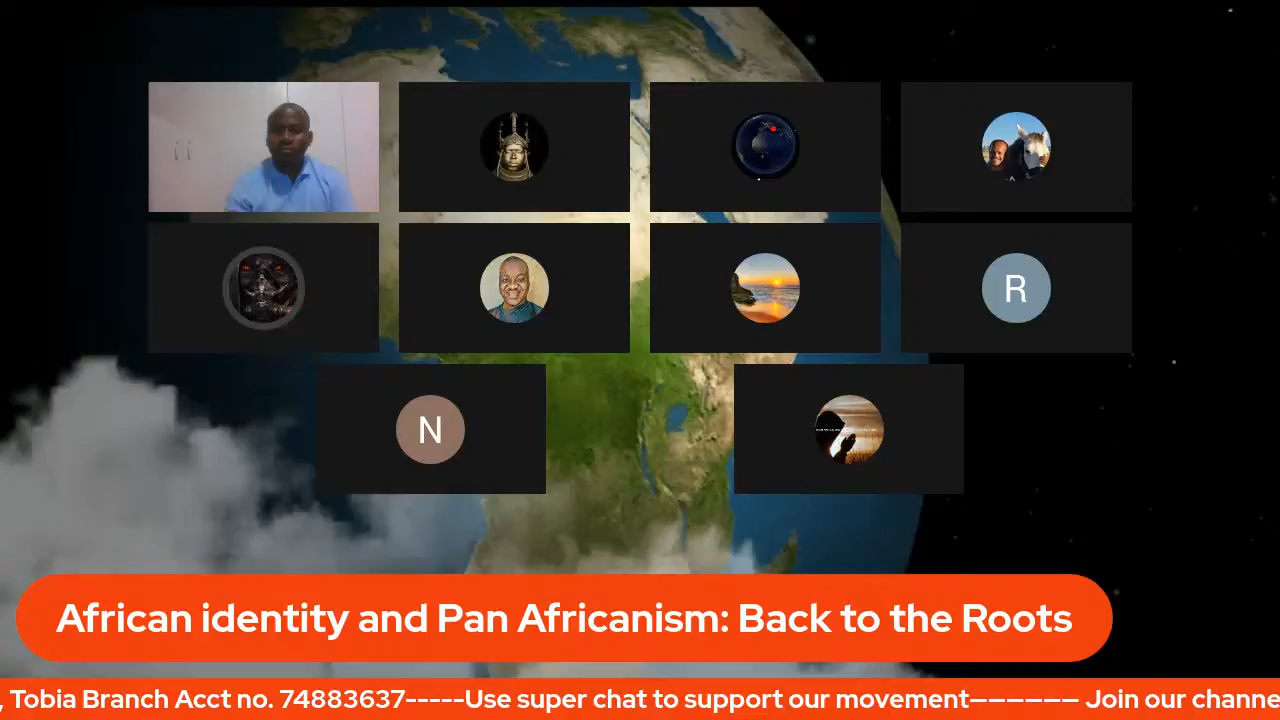 R
N
African identity and Pan Africanism: Back to the Roots
, Tobia Branch Acct no. 74883637-----Use super chat to support our movement—————— Join our channe